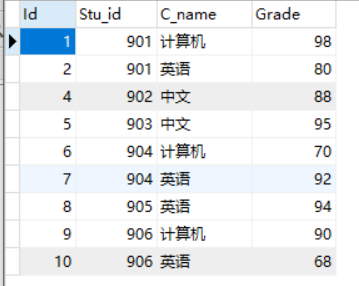 Id Stu_id C_name Grade
1 901 计算机 98
2 901 英语 80
4 902 中文 88
5 903 中文 95
6 904 计算机 70
7 904 英语 92
8 905 英语 94
9 906 计算机 90
10 906 英语 68